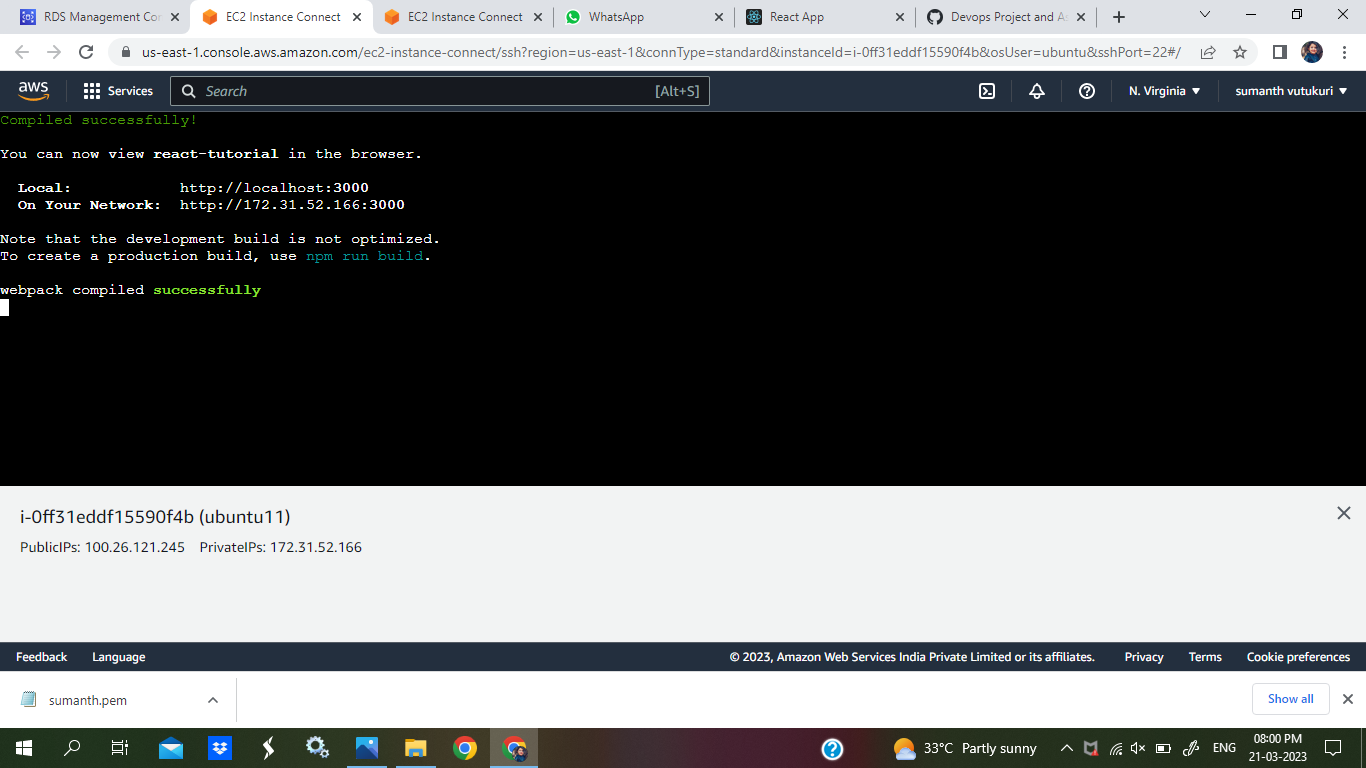 RDS Management Con
EC2 Instance Connect
EC2 Instance Connect
WhatsApp
React App
Devops Project and As
us-east-1.console.aws.amazon.com/ec2-instance-connect/ssh?region=us-east-1&connType=standard&instanceId=i-0ff31eddf15590f4b&osUser=ubuntu&sshPort=22#/
aws Services Search [Alt+S] N. Virginia sumanth vutukuri
Compiled successfully!
You can now view react-tutorial in the browser.
Local: http://localhost:3000
On Your Network: http://172.31.52.166:3000
Note that the development build is not optimized.
To create a production build, use npm run build.
webpack compiled successfully
i-0ff31eddf15590f4b (ubuntu11)
PublicIPs: 100.26.121.245 PrivateIPs: 172.31.52.166
Feedback Language © 2023, Amazon Web Services India Private Limited or its affiliates. Privacy Terms Cookie preferences
sumanth.pem Show all
33°C Partly sunny ENG 08:00 PM
21-03-2023